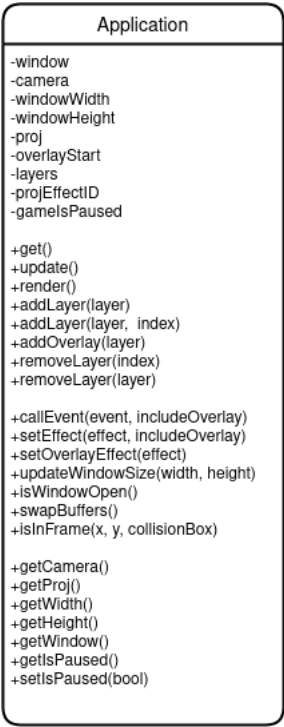 Application
-window
-camera
-windowWidth
-windowHeight
-proj
-overlayStart
-layers
-projEffectID
-gameIsPaused
+get()
+update()
+render()
+addLayer(layer)
+addLayer(layer,  index)
+addOverlay(layer)
+removeLayer(index)
+removeLayer(layer)
+callEvent(event, includeOverlay)
+setEffect(effect, includeOverlay)
+setOverlayEffect(effect)
+updateWindowSize(width, height)
+isWindowOpen()
+swapBuffers()
+isInFrame(x, y, collisionBox)
+getCamera()
+getProj()
+getWidth()
+getHeight()
+getWindow()
+getIsPaused()
+setIsPaused(bool)